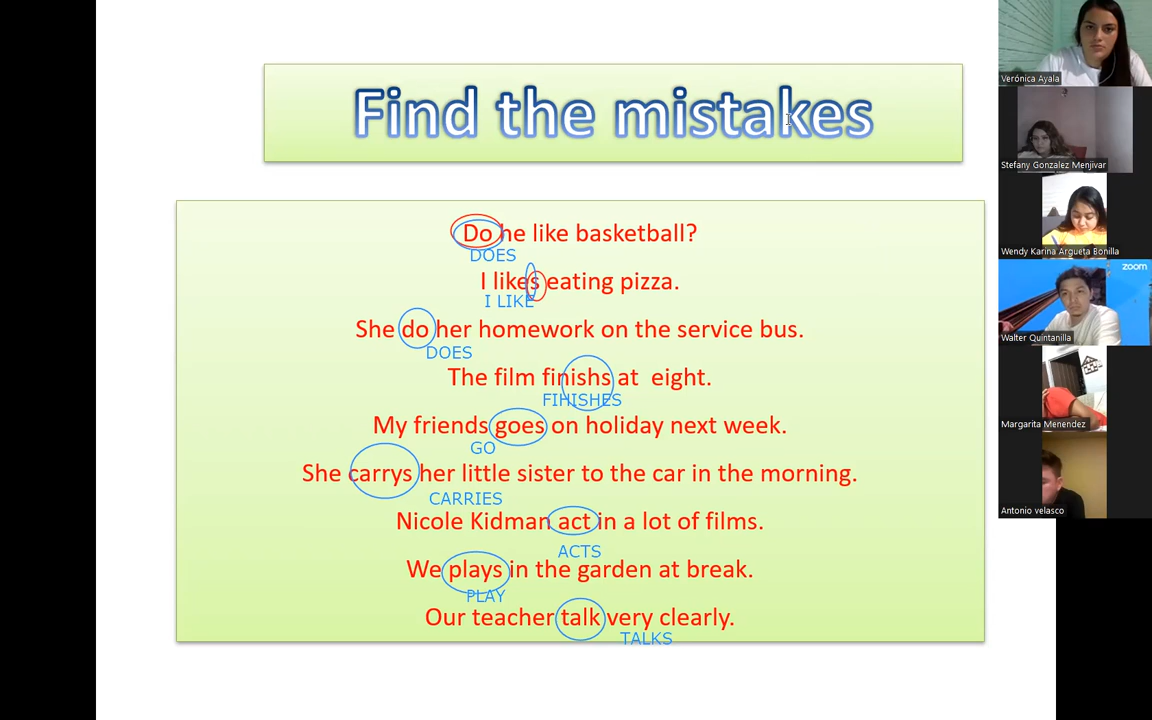 Find the mistakes
Do he like basketball?
DOES
I likes eating pizza.
I LIKE
She do her homework on the service bus.
DOES
The film finishs at  eight.
FIHISHES
My friends goes on holiday next week.
GO
She carrys her little sister to the car in the morning.
CARRIES
Nicole Kidman act in a lot of films.
ACTS
We plays in the garden at break.
PLAY
Our teacher talk very clearly.
TALKS
Verónica Ayala
Stefany Gonzalez Menjivar
Wendy Karina Argueta Bonilla
zoom
Walter Quintanilla
Margarita Menendez
Antonio velasco